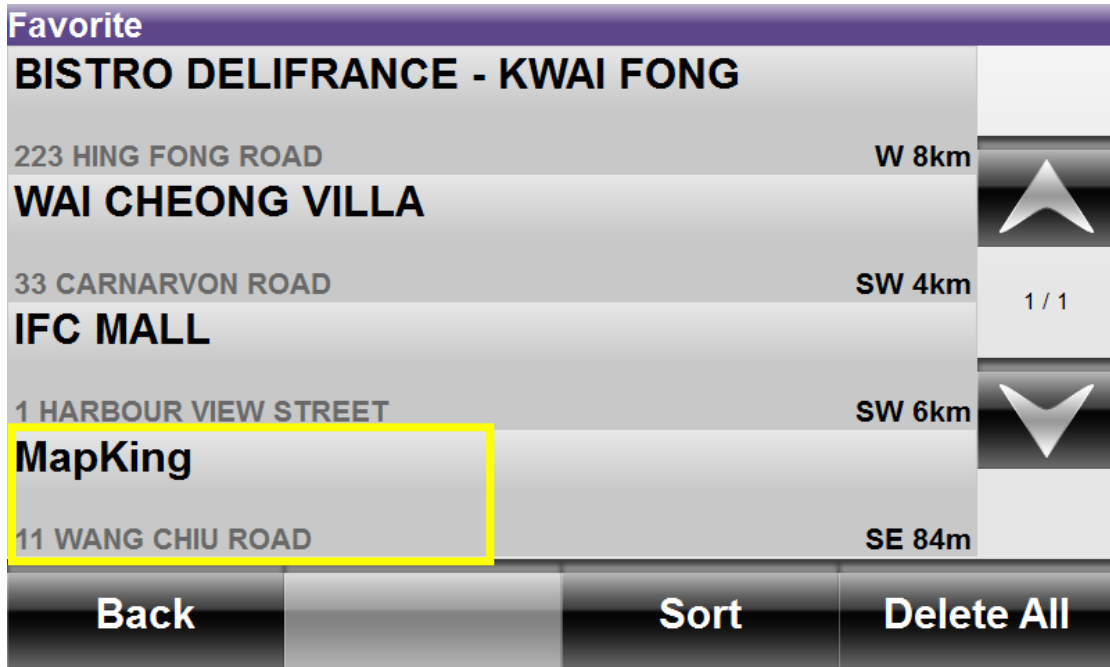 Favorite
BISTRO DELIFRANCE - KWAI FONG
223 HING FONG ROAD W 8km
WAI CHEONG VILLA
33 CARNARVON ROAD SW 4km
1 / 1
IFC MALL
1 HARBOUR VIEW STREET SW 6km
MapKing
11 WANG CHIU ROAD SE 84m
Back Sort Delete All